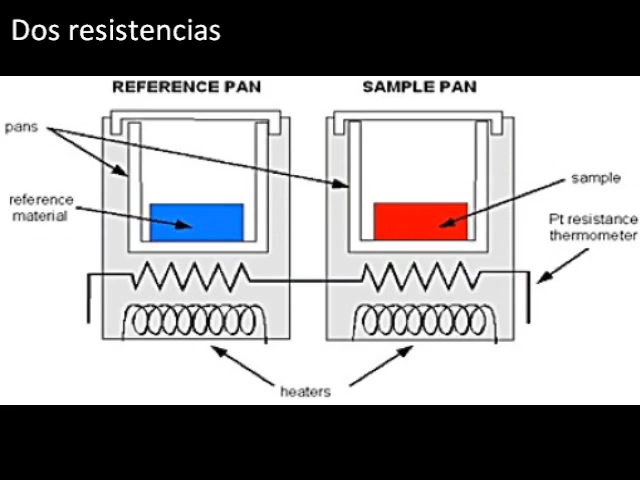 Dos resistencias
REFERENCE PAN
SAMPLE PAN
pans
sample
reference
material
Pt resistance
thermometer
heaters